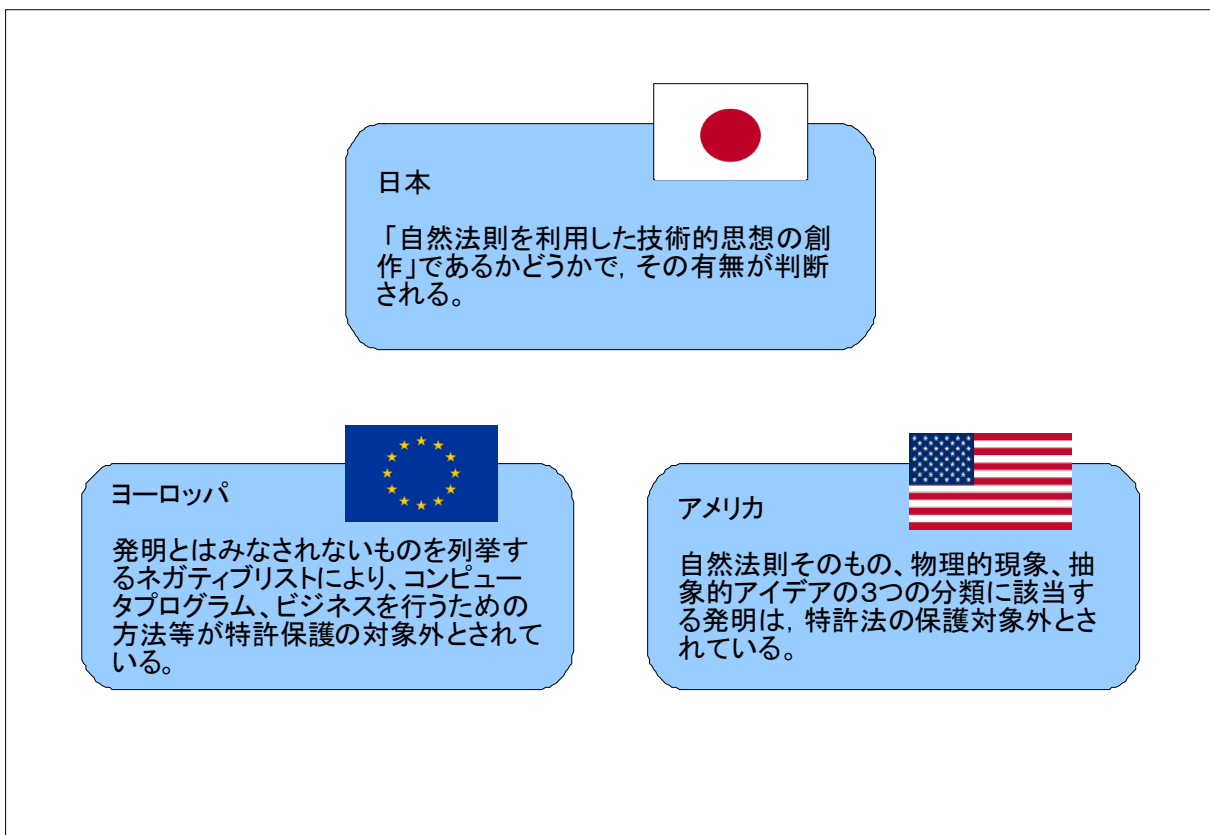 日本
「自然法則を利用した技術的思想の創
作」であるかどうかで, その有無が判断
される。
ヨーロッパ
発明とはみなされないものを列挙す
るネガティブリストにより、コンピュー
タプログラム、ビジネスを行うための
方法等が特許保護の対象外とされて
いる。
アメリカ
自然法則そのもの、物理的現象、抽
象的アイデアの３つの分類に該当す
る発明は, 特許法の保護対象外とさ
れている。